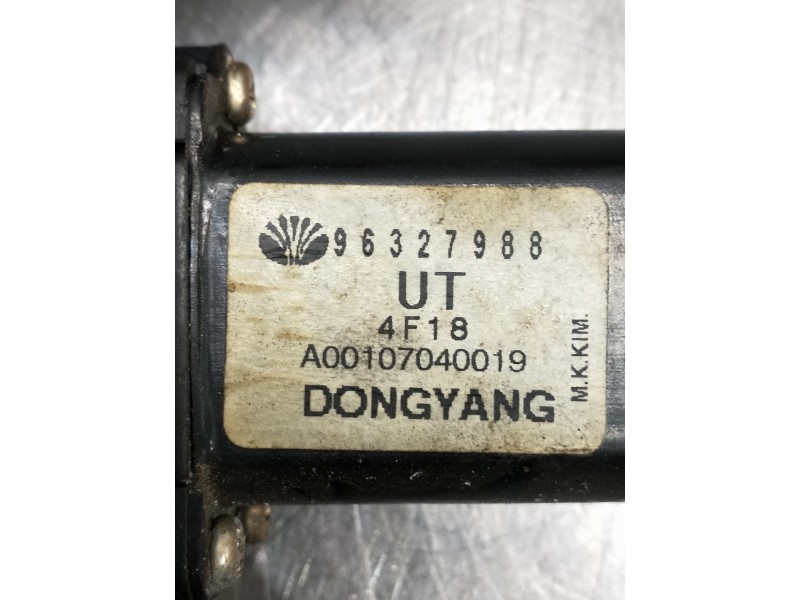 96327988
UT
4F18
A00107040019
DONGYANG
M.K.KIM.